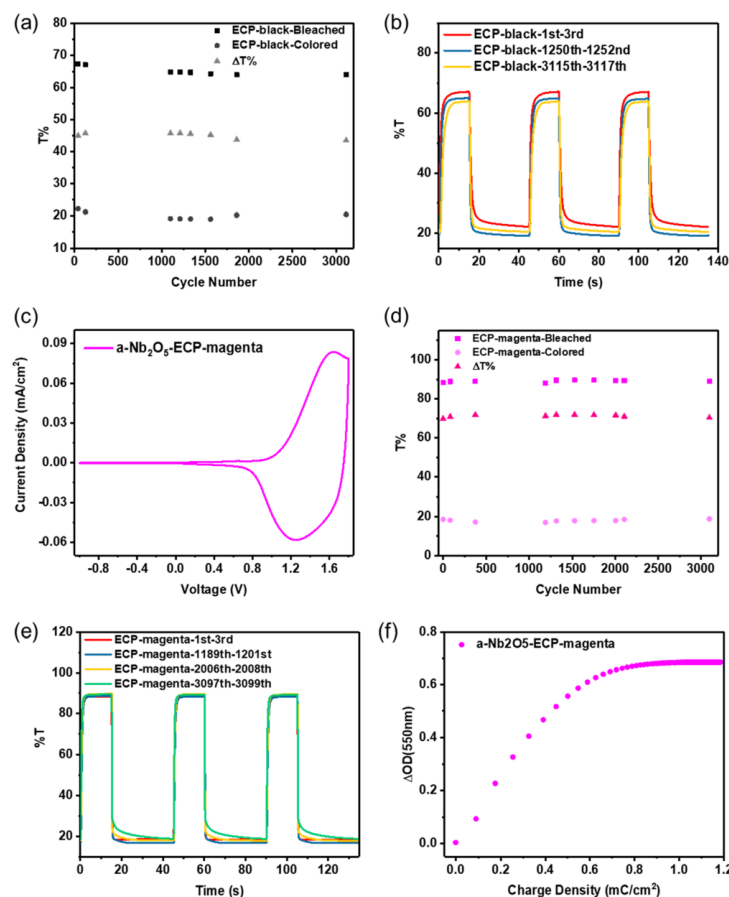 (a)
ECP-black-Bleached
ECP-black-Colored
ΔT%
80
70
60
50
40
30
20
10
T%
0 500 1000 1500 2000 2500 3000
Cycle Number
(b)
ECP-black-1st-3rd
ECP-black-1250th-1252nd
ECP-black-3115th-3117th
80
60
40
20
%T
0 20 40 60 80 100 120 140
Time (s)
(c)
a-Nb₂O₅-ECP-magenta
0.09
0.06
0.03
0.00
-0.03
-0.06
Current Density (mA/cm²)
-0.8 -0.4 0.0 0.4 0.8 1.2 1.6
Voltage (V)
(d)
ECP-magenta-Bleached
ECP-magenta-Colored
ΔT%
100
80
60
40
20
0
T%
0 500 1000 1500 2000 2500 3000
Cycle Number
(e)
ECP-magenta-1st-3rd
ECP-magenta-1189th-1201st
ECP-magenta-2006th-2008th
ECP-magenta-3097th-3099th
120
100
80
60
40
20
%T
0 20 40 60 80 100 120
Time (s)
(f)
a-Nb2O5-ECP-magenta
0.8
0.6
0.4
0.2
0.0
ΔOD(550nm)
0.0 0.2 0.4 0.6 0.8 1.0 1.2
Charge Density (mC/cm²)